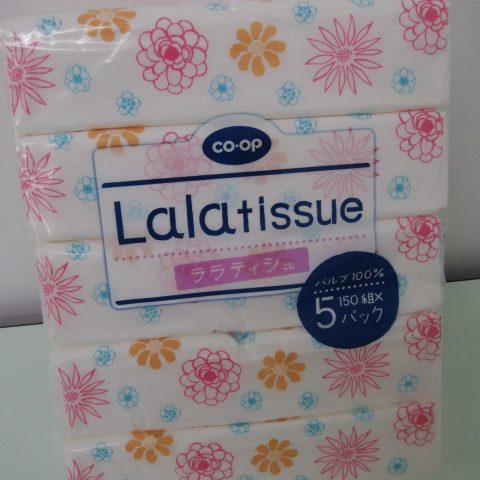 CO·OP
Lalatissue
ララティシュ
パルプ100%
5 150組×
パック